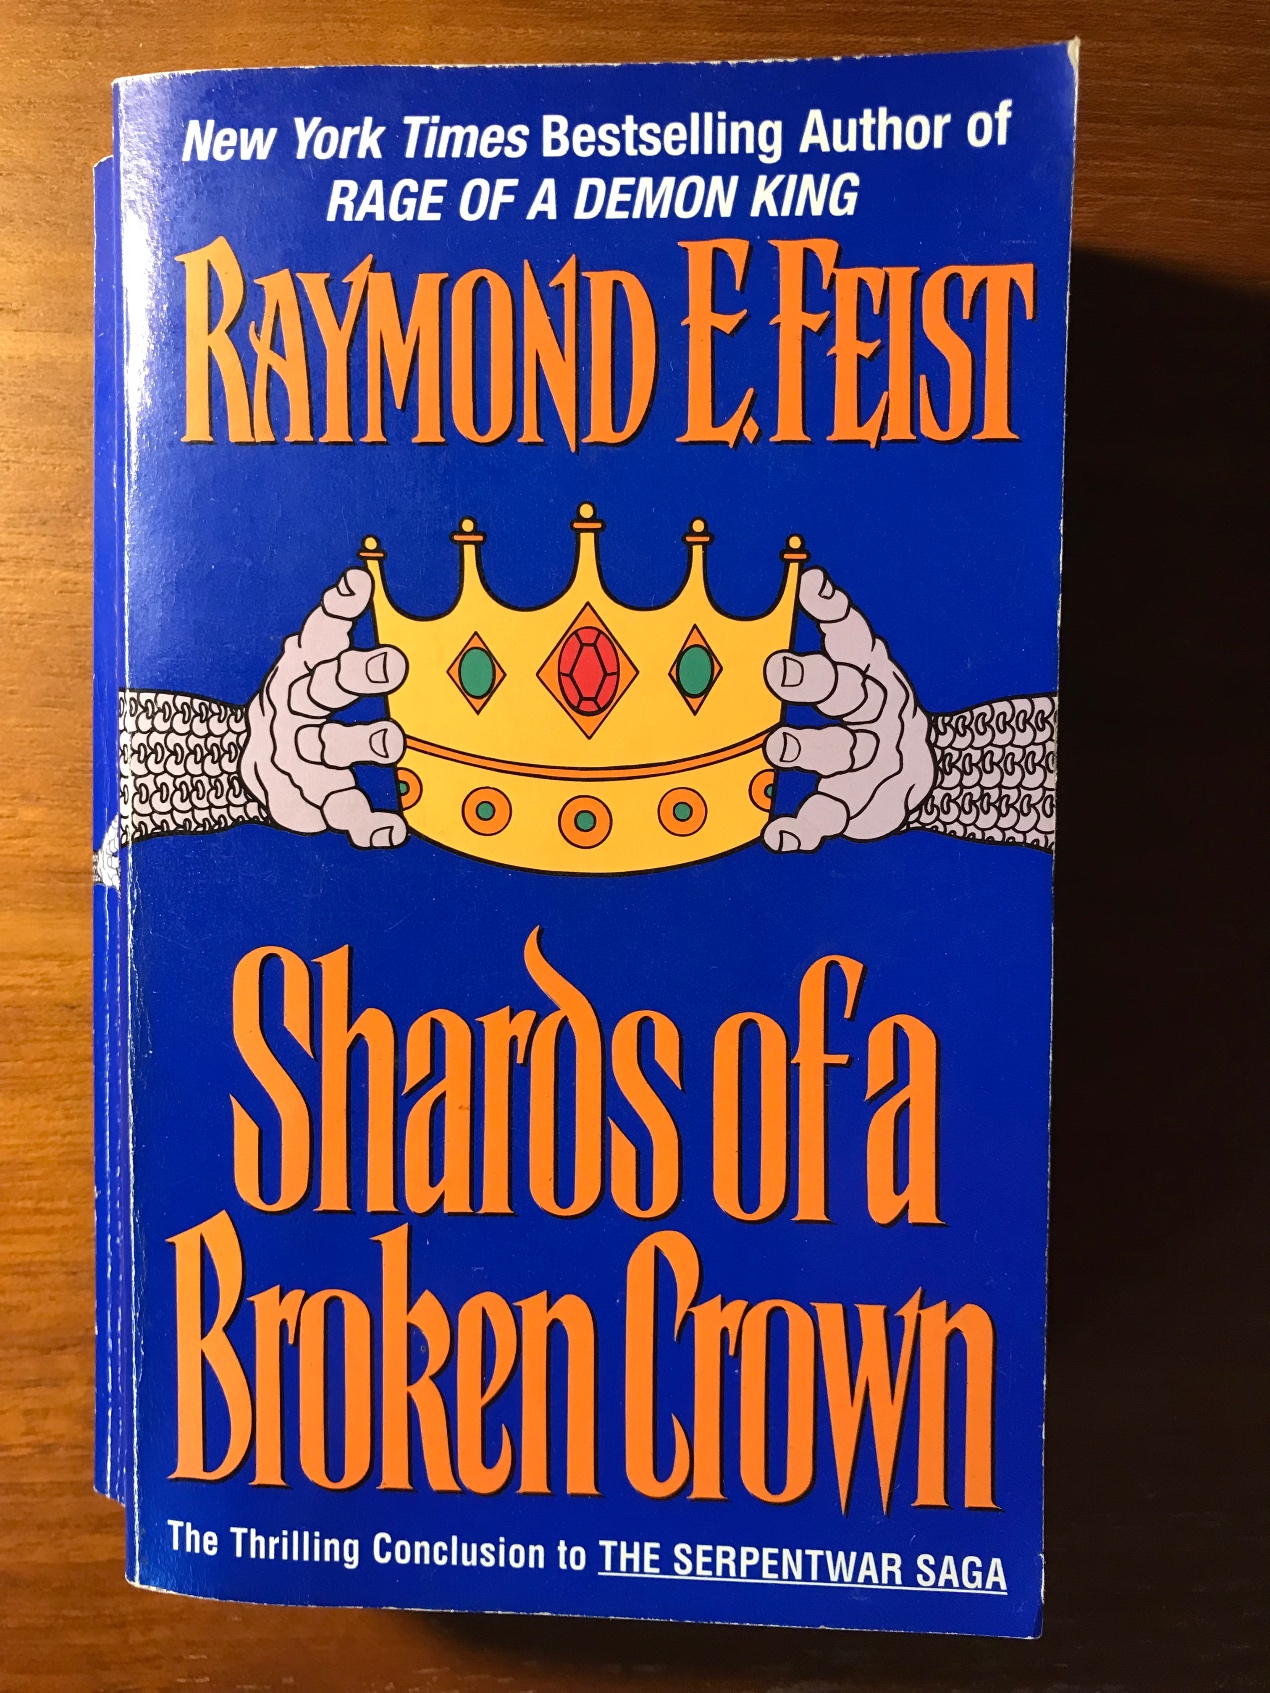 New York Times Bestselling Author of
RAGE OF A DEMON KING
RAYMOND E. FEIST
Shards of a
Broken Crown
The Thrilling Conclusion to THE SERPENTWAR SAGA